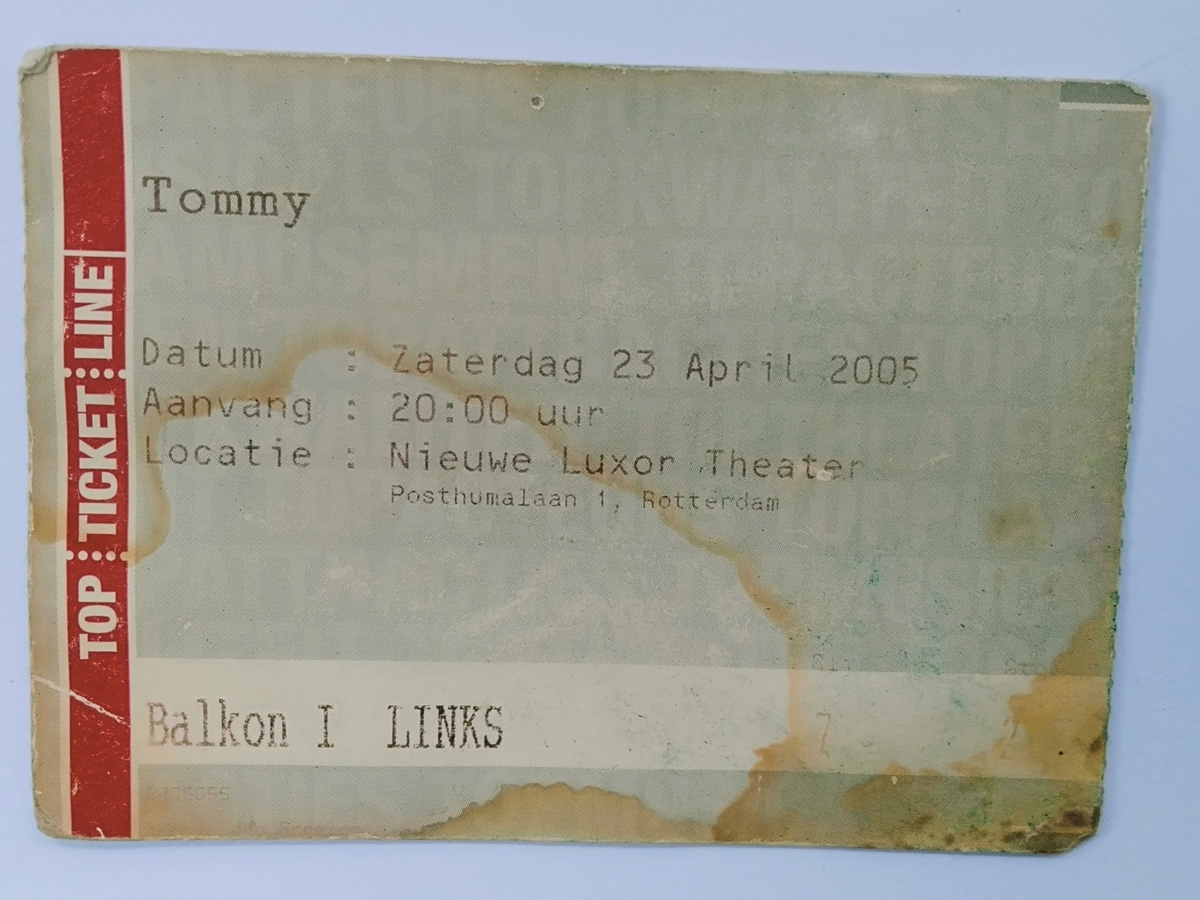 TOP TICKET LINE
Tommy
Datum : Zaterdag 23 April 2005
Aanvang : 20:00 uur
Locatie : Nieuwe Luxor Theater
Posthumalaan 1, Rotterdam
Balkon I LINKS
7